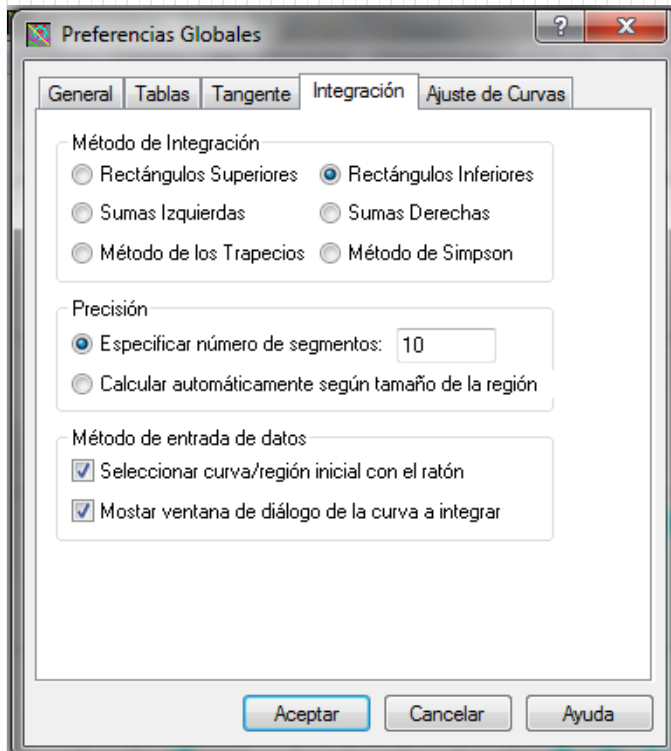 Preferencias Globales
General Tablas Tangente Integración Ajuste de Curvas
Método de Integración
Rectángulos Superiores Rectángulos Inferiores
Sumas Izquierdas Sumas Derechas
Método de los Trapecios Método de Simpson
Precisión
Especificar número de segmentos: 10
Calcular automáticamente según tamaño de la región
Método de entrada de datos
Seleccionar curva/región inicial con el ratón
Mostar ventana de diálogo de la curva a integrar
Aceptar Cancelar Ayuda